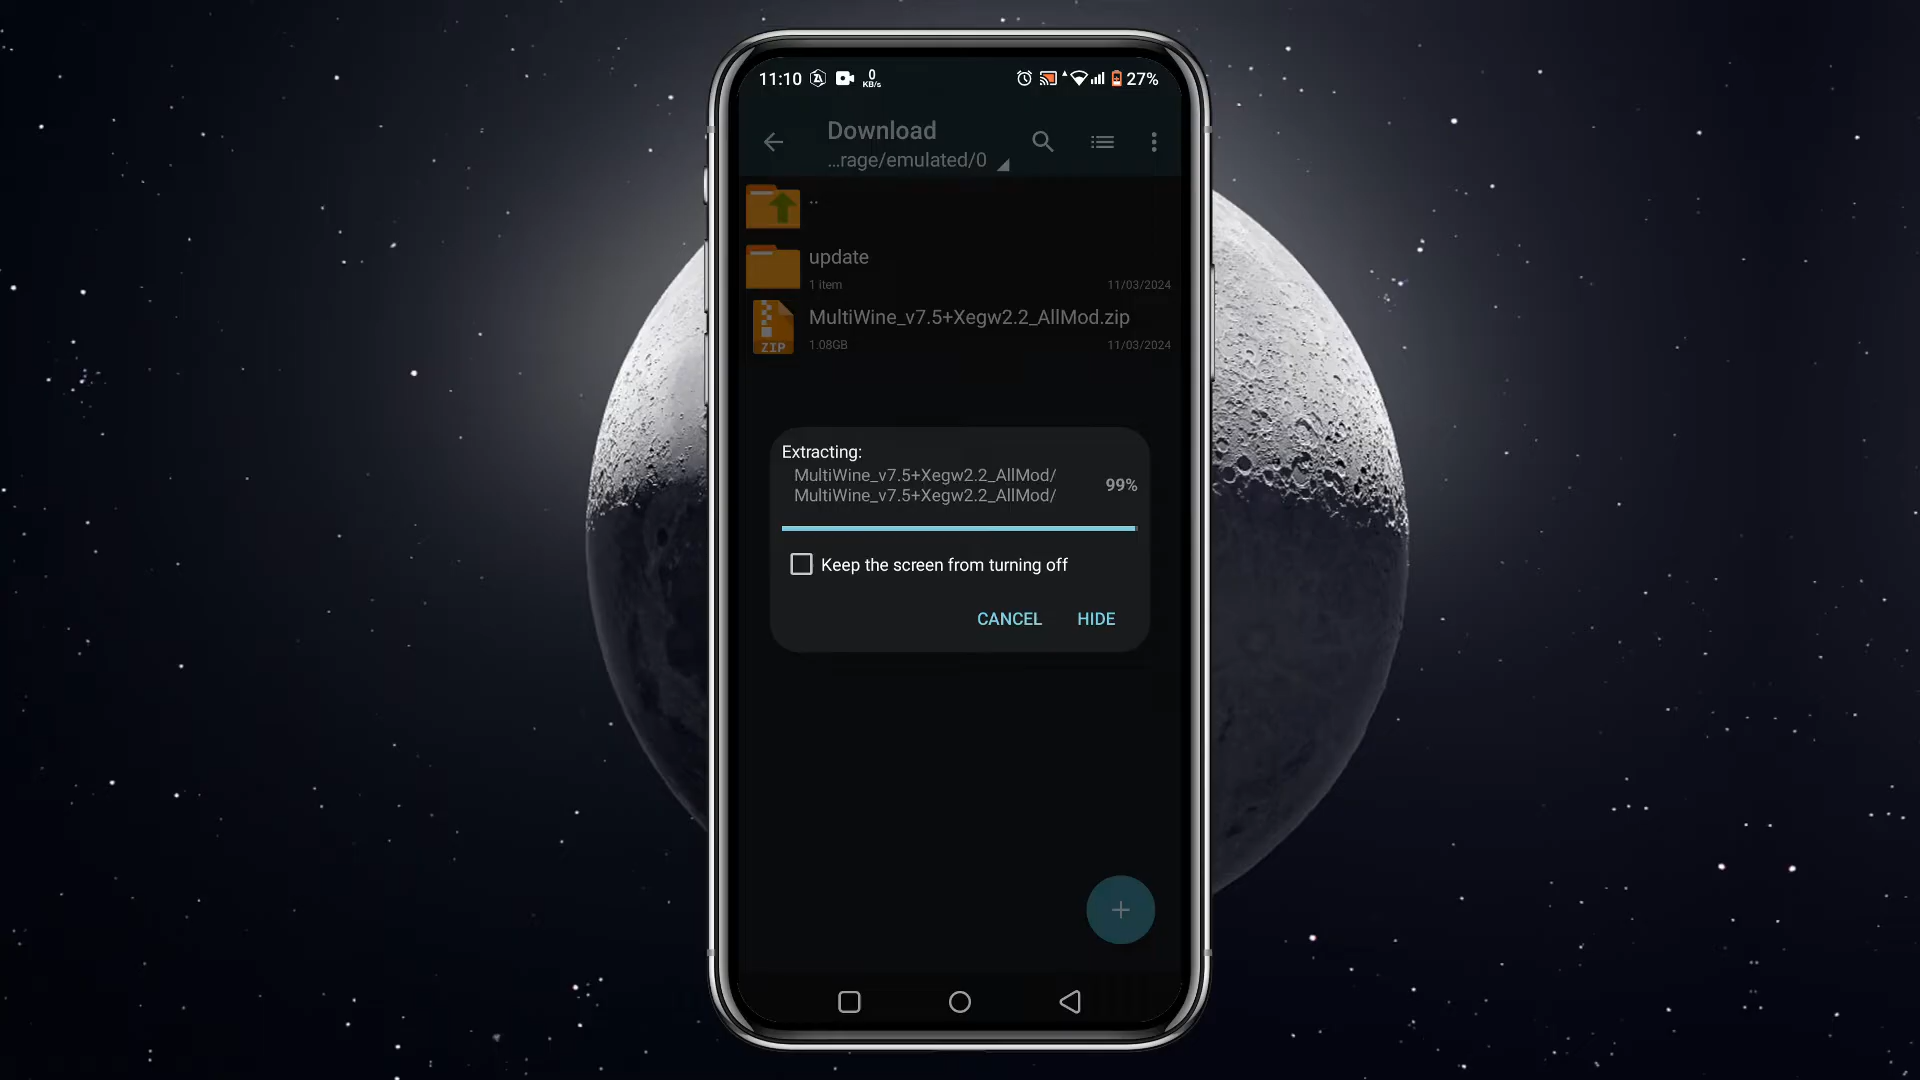 11:10 0 KB/s 27%
Download
...rage/emulated/0
..
update
1 item 11/03/2024
MultiWine_v7.5+Xegw2.2_AllMod.zip
ZIP 1.08GB 11/03/2024
Extracting:
MultiWine_v7.5+Xegw2.2_AllMod/
MultiWine_v7.5+Xegw2.2_AllMod/
99%
Keep the screen from turning off
CANCEL HIDE